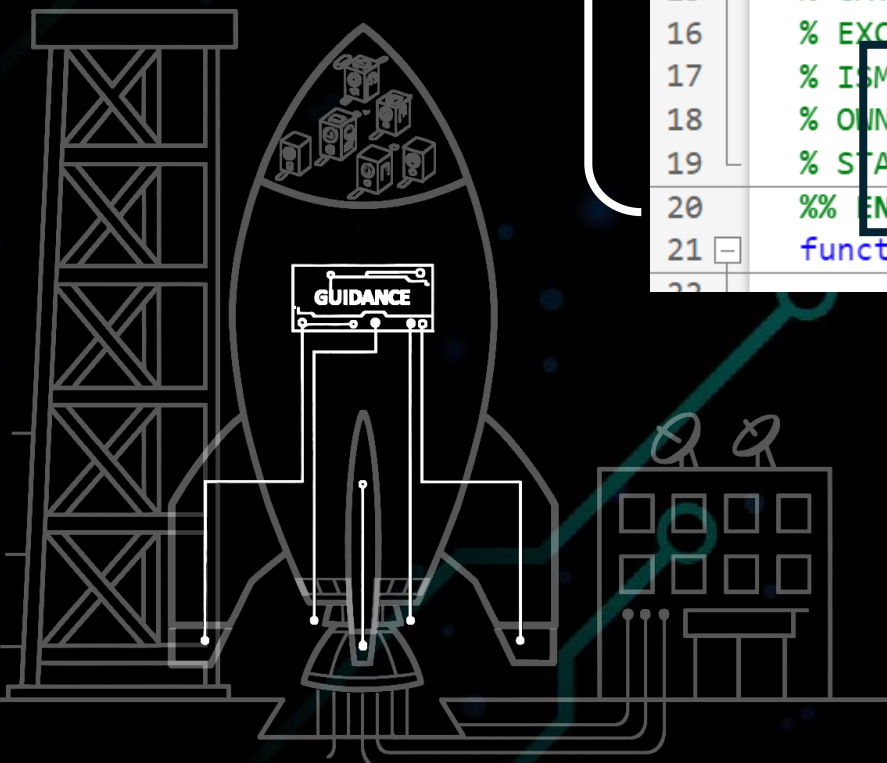 16 % EXC
17 % ISM
18 % OWN
19 % STA
20 %% EN
21 funct
GUIDANCE